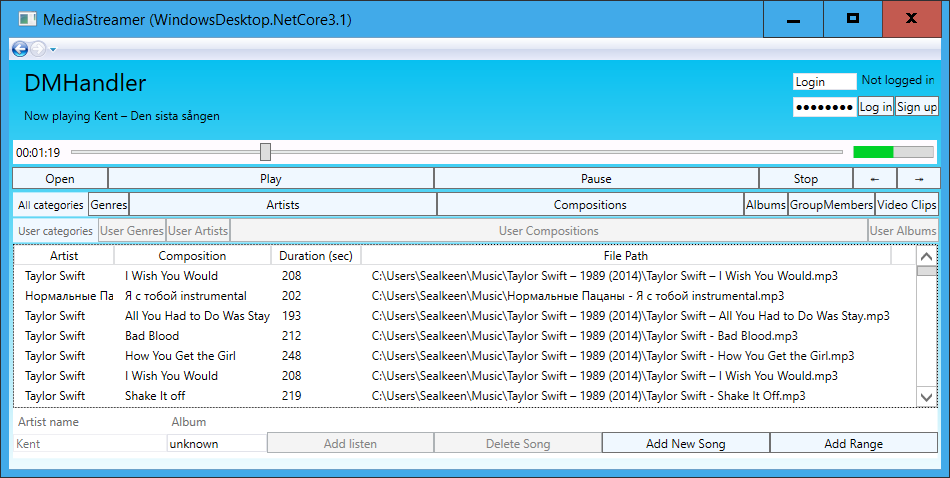 MediaStreamer (WindowsDesktop.NetCore3.1)
DMHandler
Login Not logged in
Now playing Kent – Den sista sången
●●●●●●●● Log in Sign up
00:01:19
Open Play Pause Stop ← →
All categories Genres Artists Compositions Albums GroupMembers Video Clips
User categories User Genres User Artists User Compositions User Albums
Artist Composition Duration (sec) File Path
Taylor Swift I Wish You Would 208 C:\Users\Sealkeen\Music\Taylor Swift – 1989 (2014)\Taylor Swift – I Wish You Would.mp3
Нормальные Па Я с тобой instrumental 202 C:\Users\Sealkeen\Music\Нормальные Пацаны - Я с тобой instrumental.mp3
Taylor Swift All You Had to Do Was Stay 193 C:\Users\Sealkeen\Music\Taylor Swift – 1989 (2014)\Taylor Swift – All You Had to Do Was Stay.mp3
Taylor Swift Bad Blood 212 C:\Users\Sealkeen\Music\Taylor Swift – 1989 (2014)\Taylor Swift - Bad Blood.mp3
Taylor Swift How You Get the Girl 248 C:\Users\Sealkeen\Music\Taylor Swift – 1989 (2014)\Taylor Swift - How You Get the Girl.mp3
Taylor Swift I Wish You Would 208 C:\Users\Sealkeen\Music\Taylor Swift – 1989 (2014)\Taylor Swift – I Wish You Would.mp3
Taylor Swift Shake It off 219 C:\Users\Sealkeen\Music\Taylor Swift – 1989 (2014)\Taylor Swift - Shake It Off.mp3
Artist name Album
Kent unknown Add listen Delete Song Add New Song Add Range